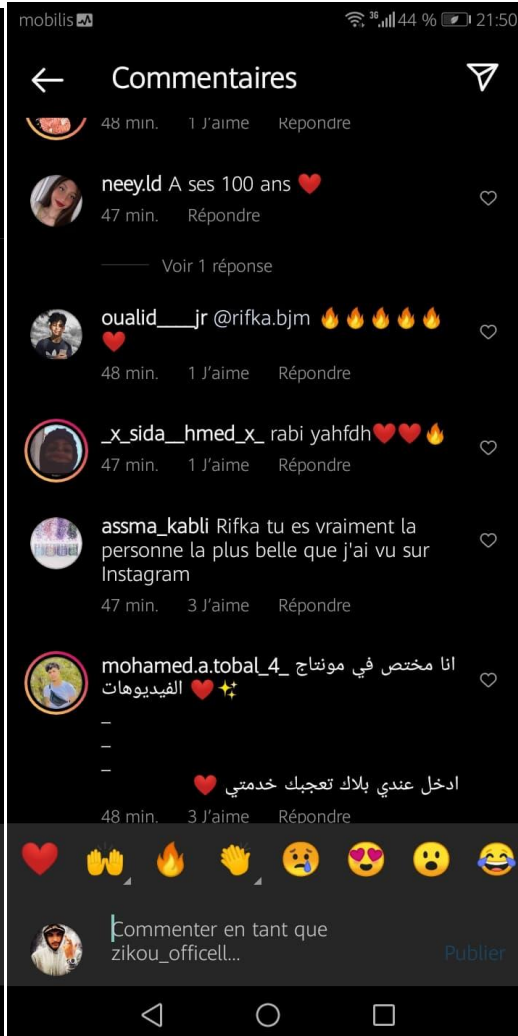 mobilis 36 44 % 21:50
Commentaires
48 min. 1 J'aime Répondre
neey.ld A ses 100 ans ❤️
47 min. Répondre
Voir 1 réponse
oualid____jr @rifka.bjm 🔥🔥🔥🔥🔥
❤️
48 min. 1 J'aime Répondre
_x_sida__hmed_x_ rabi yahfdh❤️❤️🔥
47 min. 1 J'aime Répondre
assma_kabli Rifka tu es vraiment la
personne la plus belle que j'ai vu sur
Instagram
47 min. 3 J'aime Répondre
mohamed.a.tobal_4_ انا مختص في مونتاج
الفيديوهات ❤️✨
_
_
_
ادخل عندي بلاك تعجبك خدمتي ❤️
48 min. 3 J'aime Répondre
❤️ 🙌 🔥 👏 😢 😍 😮 😂
Commenter en tant que
zikou_officell...
Publier